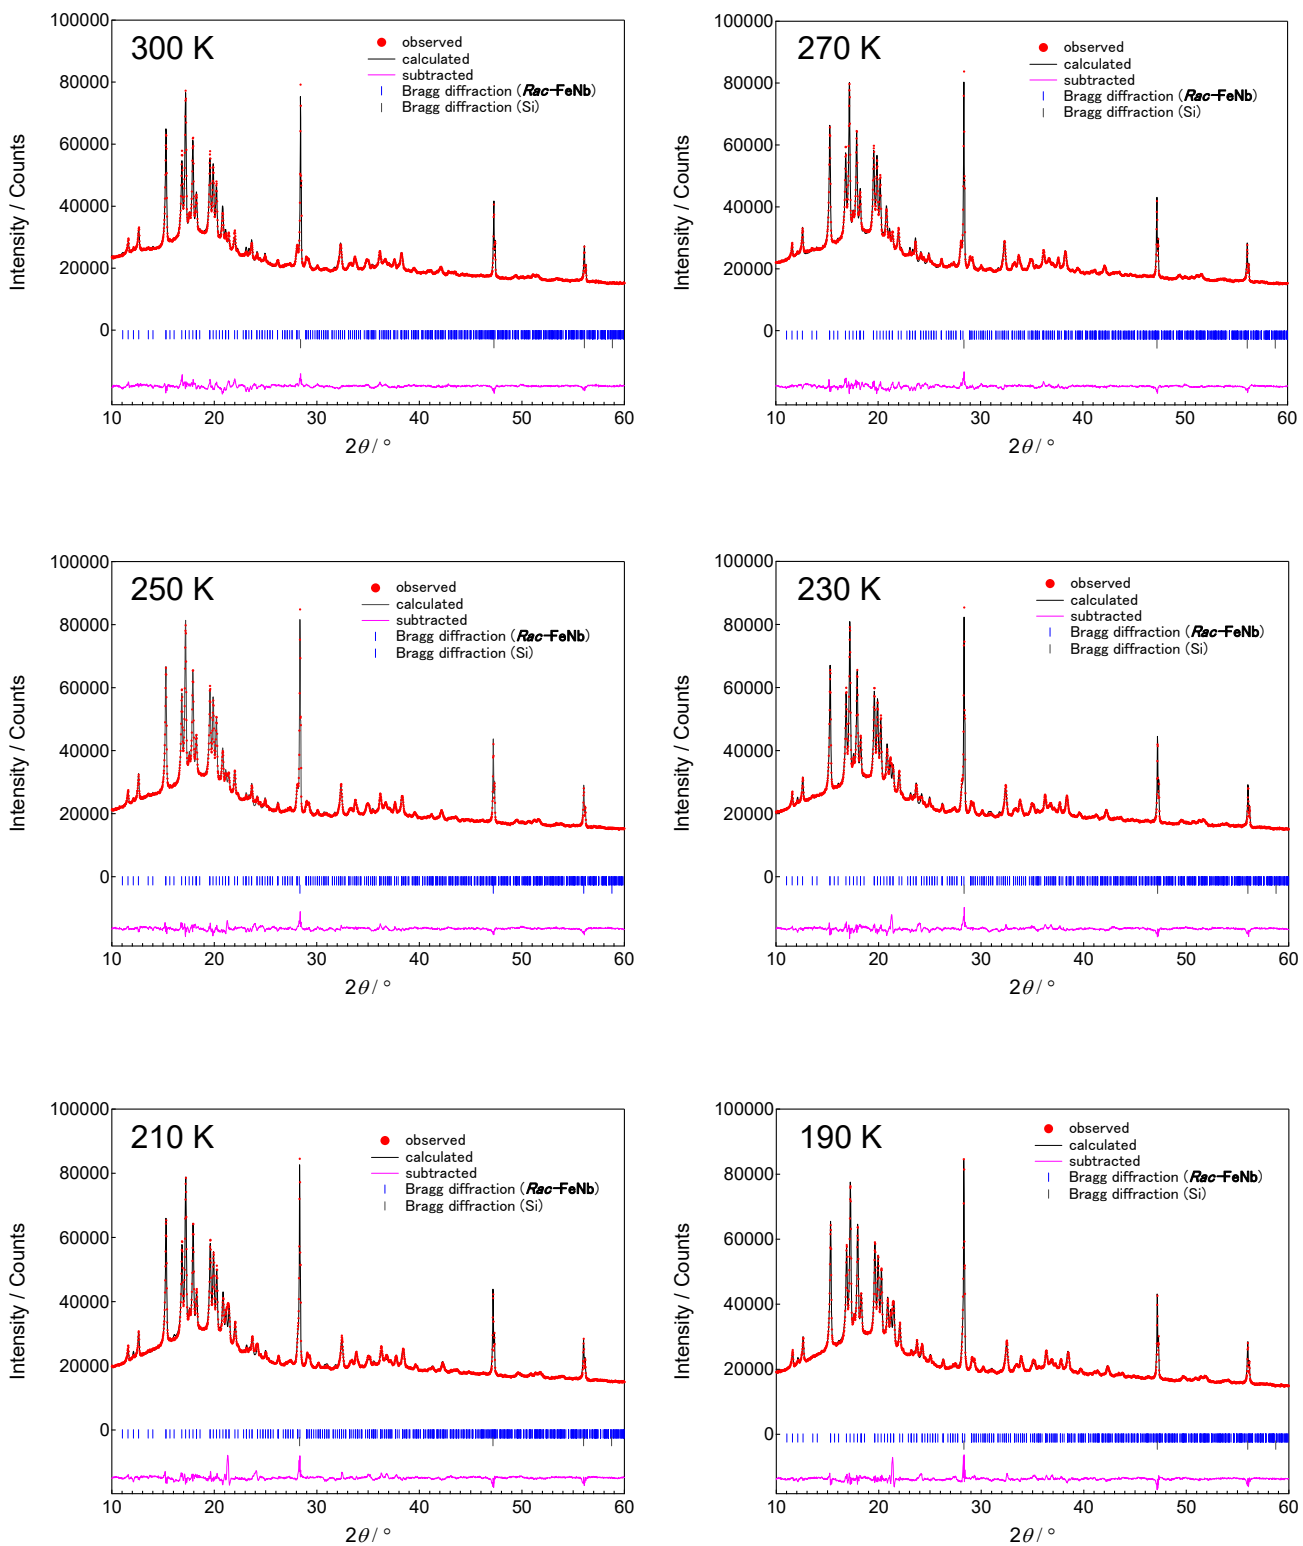 300 K
observed
calculated
subtracted
Bragg diffraction (Rac-FeNb)
Bragg diffraction (Si)
Intensity / Counts
100000
80000
60000
40000
20000
0
10 20 30 40 50 60
2θ / °
270 K
observed
calculated
subtracted
Bragg diffraction (Rac-FeNb)
Bragg diffraction (Si)
Intensity / Counts
100000
80000
60000
40000
20000
0
10 20 30 40 50 60
2θ / °
250 K
observed
calculated
subtracted
Bragg diffraction (Rac-FeNb)
Bragg diffraction (Si)
Intensity / Counts
100000
80000
60000
40000
20000
0
10 20 30 40 50 60
2θ / °
230 K
observed
calculated
subtracted
Bragg diffraction (Rac-FeNb)
Bragg diffraction (Si)
Intensity / Counts
100000
80000
60000
40000
20000
0
10 20 30 40 50 60
2θ / °
210 K
observed
calculated
subtracted
Bragg diffraction (Rac-FeNb)
Bragg diffraction (Si)
Intensity / Counts
100000
80000
60000
40000
20000
0
10 20 30 40 50 60
2θ / °
190 K
observed
calculated
subtracted
Bragg diffraction (Rac-FeNb)
Bragg diffraction (Si)
Intensity / Counts
100000
80000
60000
40000
20000
0
10 20 30 40 50 60
2θ / °